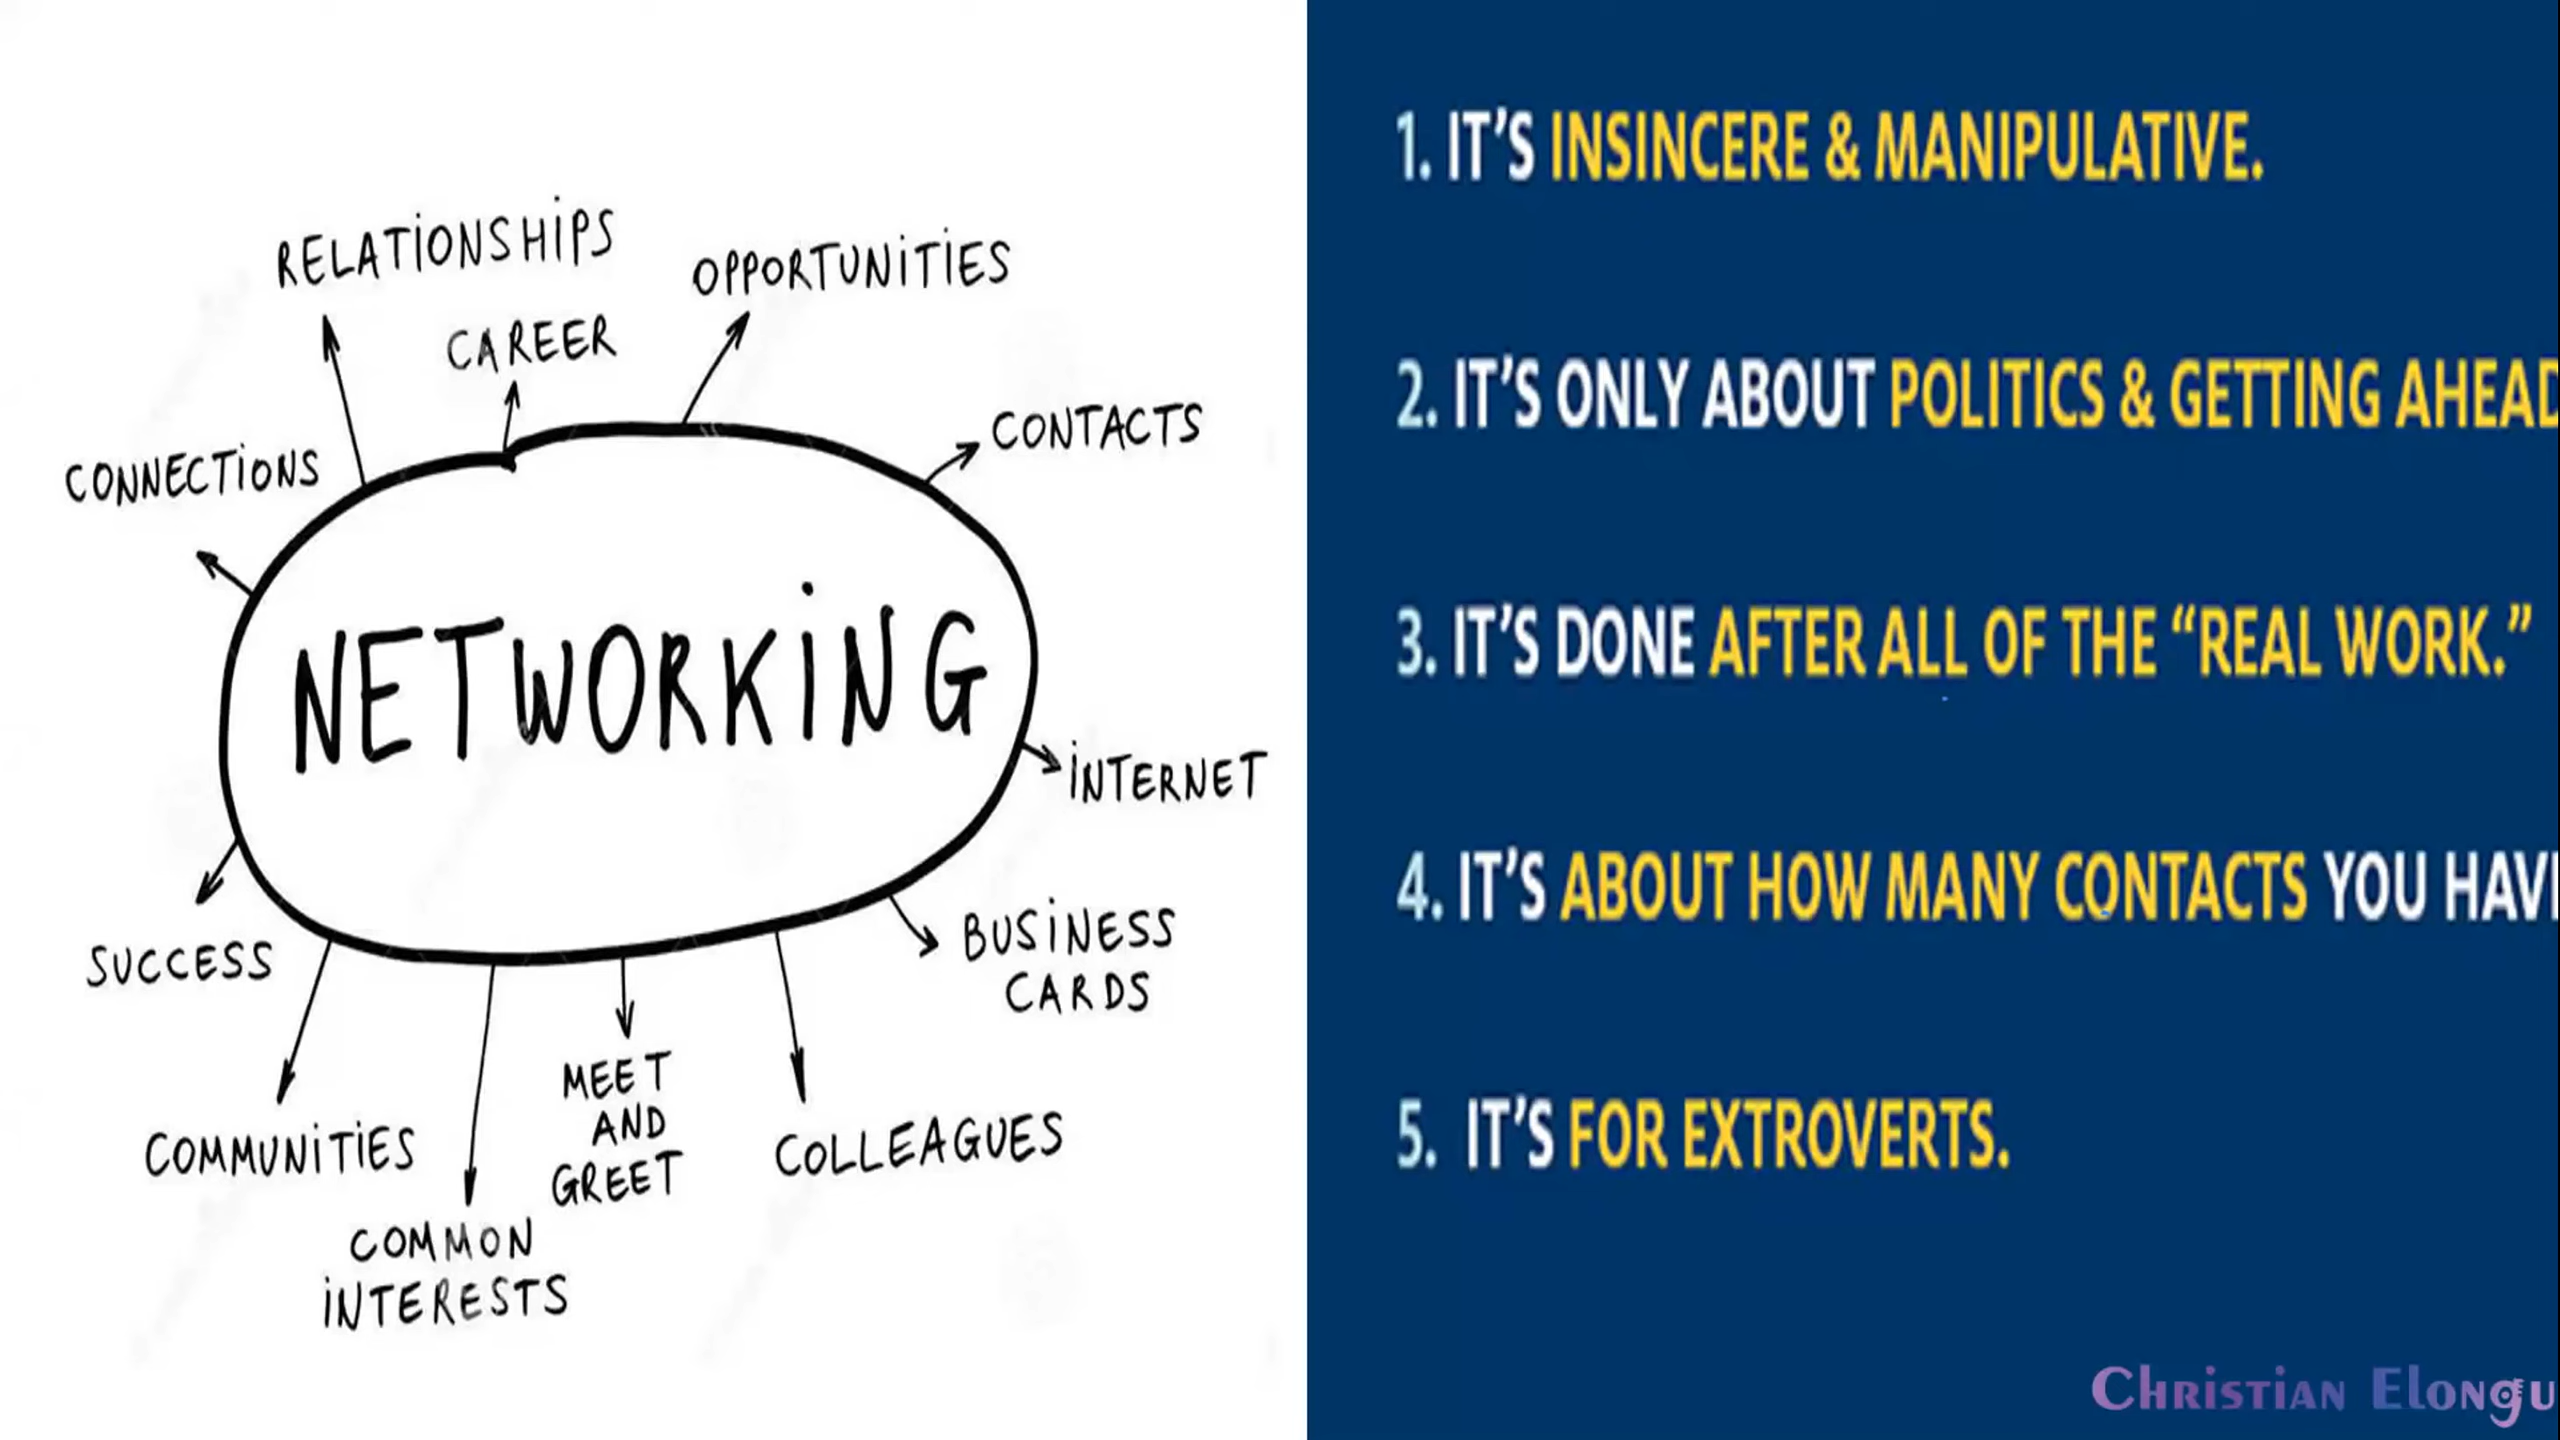 RELATIONSHIPS
OPPORTUNITIES
CAREER
CONTACTS
CONNECTIONS
NETWORKING
INTERNET
BUSINESS
CARDS
SUCCESS
MEET
AND
GREET
COLLEAGUES
COMMUNITIES
COMMON
INTERESTS
1. IT'S INSINCERE & MANIPULATIVE.
2. IT'S ONLY ABOUT POLITICS & GETTING AHEAD
3. IT'S DONE AFTER ALL OF THE “REAL WORK.”
4. IT'S ABOUT HOW MANY CONTACTS YOU
5. IT'S FOR EXTROVERTS.
Christian